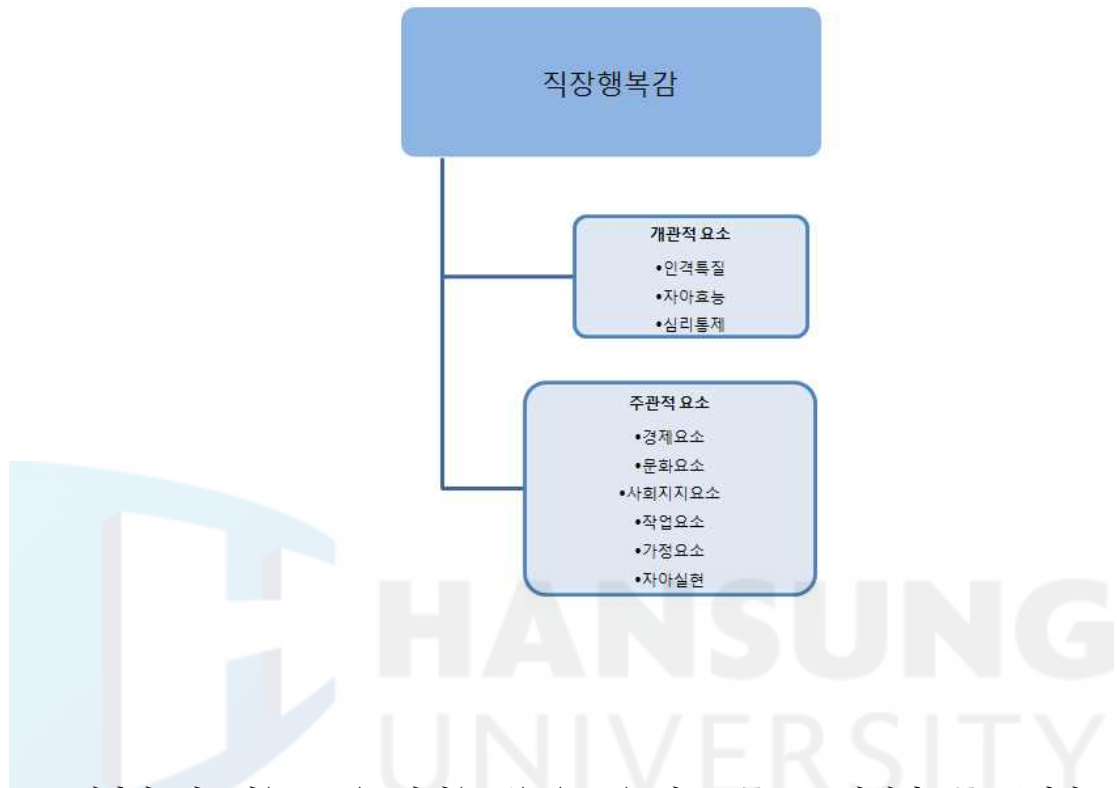 직장행복감
개관적 요소
•인격특질
•자아효능
•심리통제
주관적 요소
•경제요소
•문화요소
•사회지지요소
•작업요소
•가정요소
•자아실현
HANSUNG
UNIVERSITY